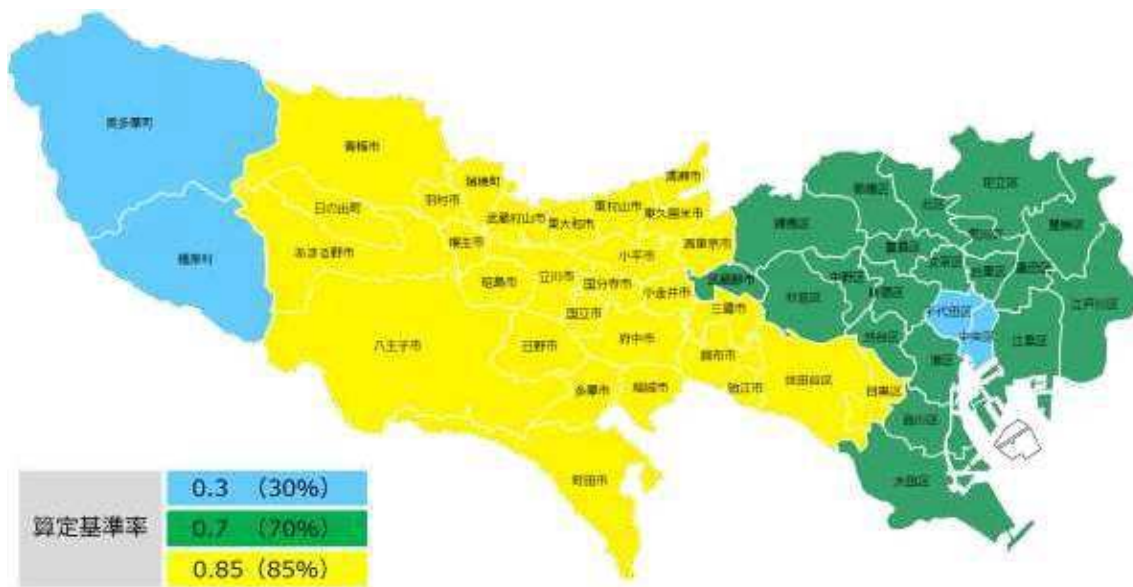 奥多摩町
檜原村
青梅市
日の出町
あきる野市
羽村市
瑞穂町
福生市
武蔵村山市
東大和市
東村山市
清瀬市
東久留米市
昭島市
立川市
小平市
西東京市
国分寺市
小金井市
国立市
武蔵野市
三鷹市
八王子市
日野市
府中市
調布市
多摩市
稲城市
狛江市
町田市
世田谷区
目黒区
練馬区
板橋区
北区
足立区
葛飾区
荒川区
豊島区
文京区
台東区
墨田区
中野区
杉並区
新宿区
千代田区
中央区
江東区
江戸川区
渋谷区
港区
品川区
大田区
算定基準率
0.3 (30%)
0.7 (70%)
0.85 (85%)